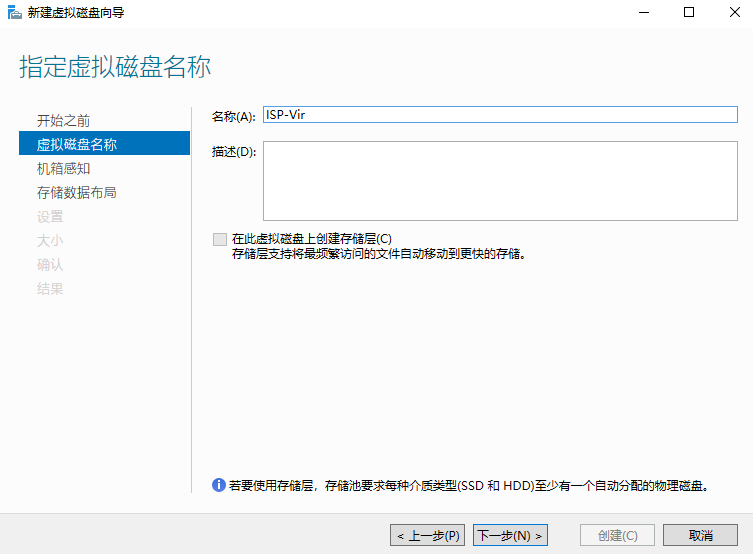 新建虚拟磁盘向导
指定虚拟磁盘名称
开始之前
虚拟磁盘名称
机箱感知
存储数据布局
设置
大小
确认
结果
名称(A):
ISP-Vir
描述(D):
在此虚拟磁盘上创建存储层(C)
存储层支持将最频繁访问的文件自动移动到更快的存储。
若要使用存储层，存储池要求每种介质类型(SSD 和 HDD)至少有一个自动分配的物理磁盘。
< 上一步(P)
下一步(N) >
创建(C)
取消